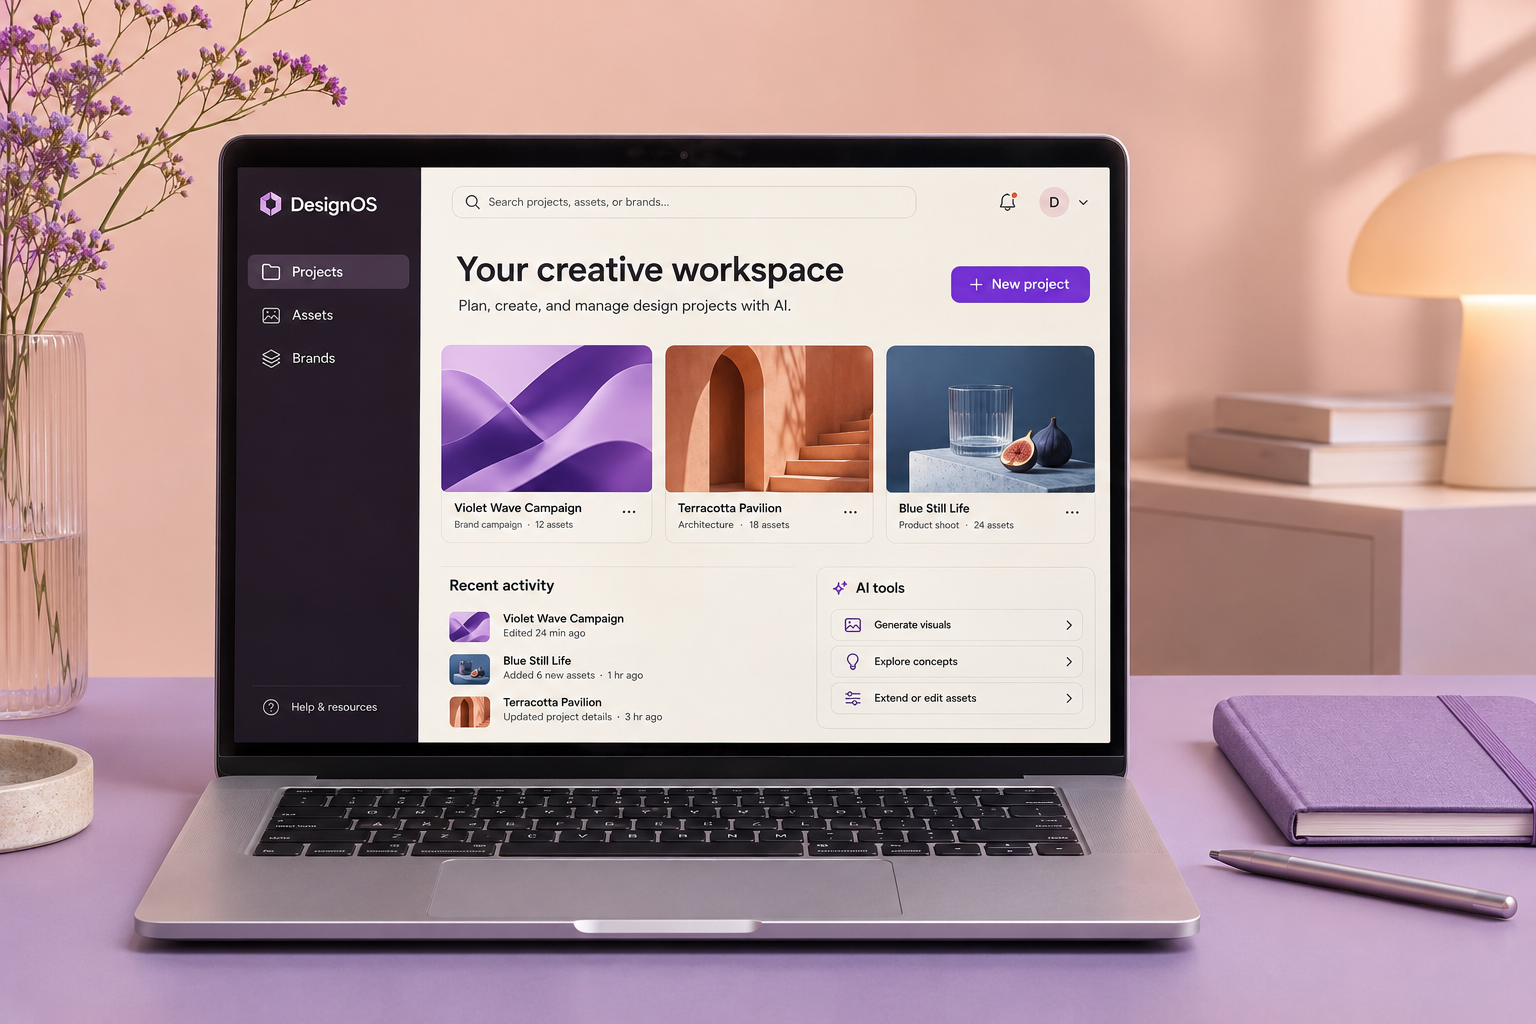 DesignOS
Projects
Assets
Brands
Help & resources
Search projects, assets, or brands...
D
Your creative workspace
Plan, create, and manage design projects with AI.
+ New project
Violet Wave Campaign
Brand campaign · 12 assets
Terracotta Pavilion
Architecture · 18 assets
Blue Still Life
Product shoot · 24 assets
Recent activity
Violet Wave Campaign
Edited 24 min ago
Blue Still Life
Added 6 new assets · 1 hr ago
Terracotta Pavilion
Updated project details · 3 hr ago
AI tools
Generate visuals
Explore concepts
Extend or edit assets